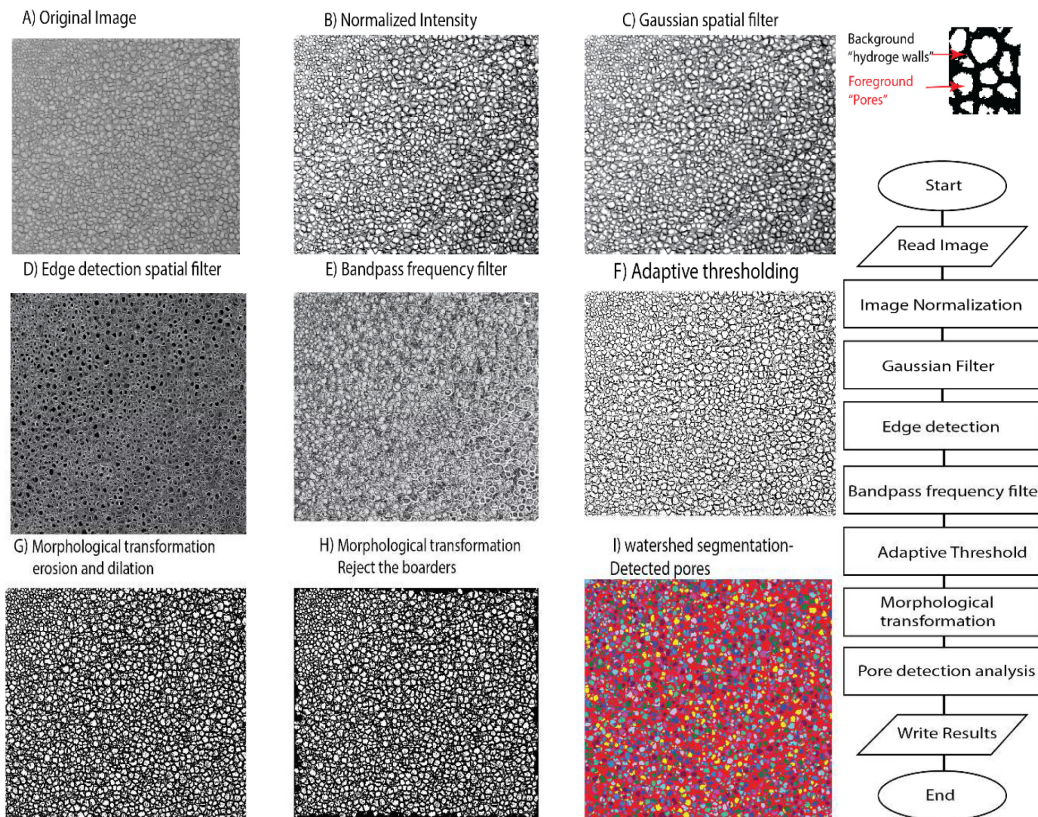 A) Original Image
B) Normalized Intensity
C) Gaussian spatial filter
Background
"hydroge walls"
Foreground
"Pores"
D) Edge detection spatial filter
E) Bandpass frequency filter
F) Adaptive thresholding
G) Morphological transformation
erosion and dilation
H) Morphological transformation
Reject the boarders
I) watershed segmentation-
Detected pores
Start
Read Image
Image Normalization
Gaussian Filter
Edge detection
Bandpass frequency filte
Adaptive Threshold
Morphological
transformation
Pore detection analysis
Write Results
End